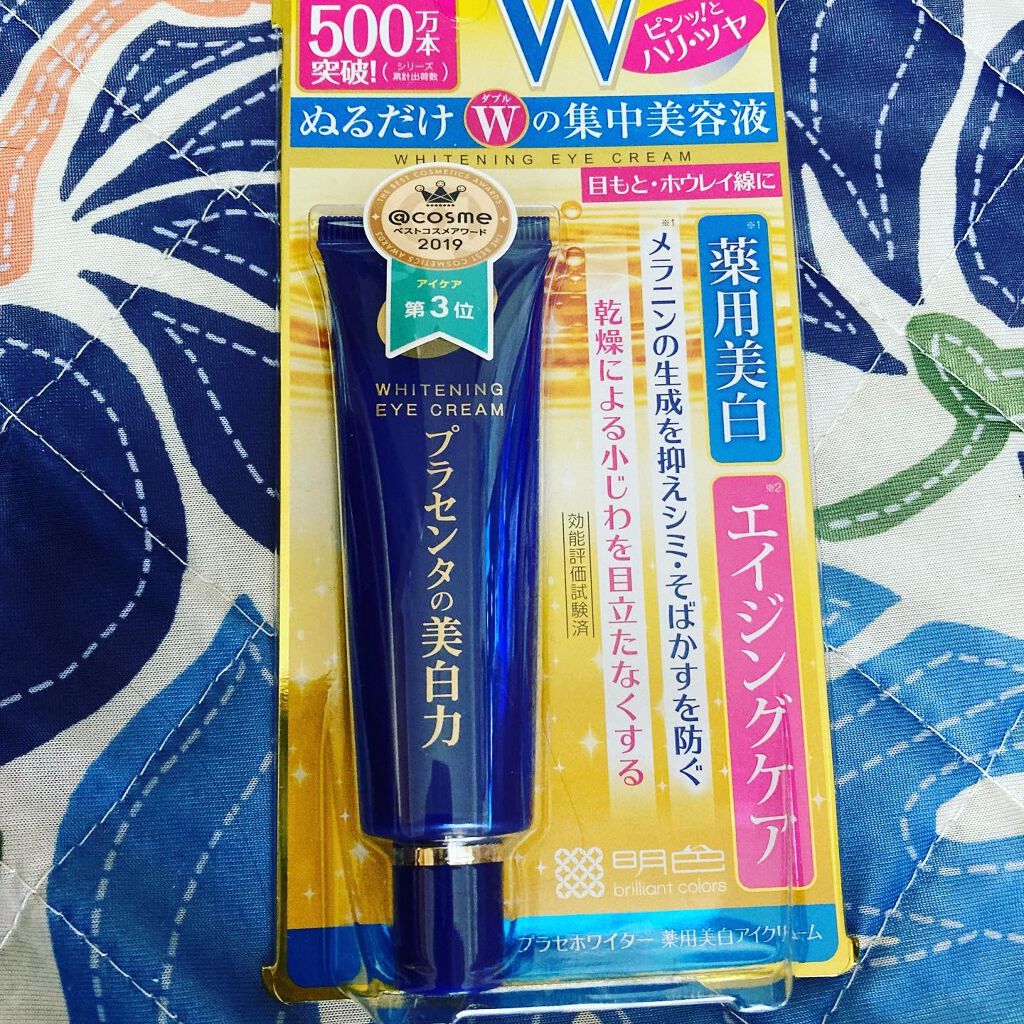 500万本
突破!(シリーズ累計出荷数)
W
ピンッ!と
ハリ・ツヤ
ぬるだけWの集中美容液
ダブル
WHITENING EYE CREAM
目もと・ホウレイ線に
THE BEST COSMETICS AWARDS
@cosme
ベストコスメアワード
2019
THE BEST COSMETICS AWARDS
アイケア
第3位
WHITENING
EYE CREAM
プラセンタの美白力
※1
薬用美白
※2
エイジングケア
※1
メラニンの生成を抑えシミ・そばかすを防ぐ
乾燥による小じわを目立たなくする
効能評価試験済
明色
brilliant colors
プラセホワイター 薬用美白アイクリーム